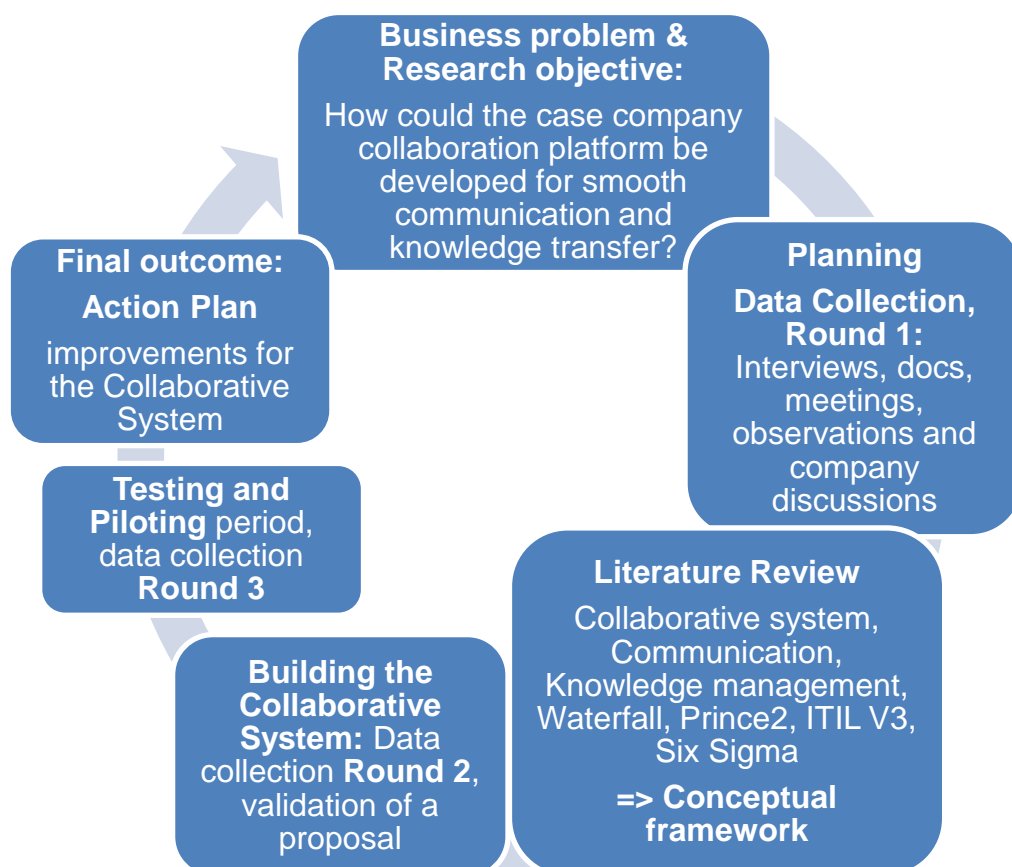 Business problem &
Research objective:
How could the case company
collaboration platform be
developed for smooth
communication and
knowledge transfer?
Planning
Data Collection,
Round 1:
Interviews, docs,
meetings,
observations and
company
discussions
Literature Review
Collaborative system,
Communication,
Knowledge management,
Waterfall, Prince2, ITIL V3,
Six Sigma
=> Conceptual
framework
Building the
Collaborative
System: Data
collection Round 2,
validation of a
proposal
Testing and
Piloting period,
data collection
Round 3
Final outcome:
Action Plan
improvements for
the Collaborative
System